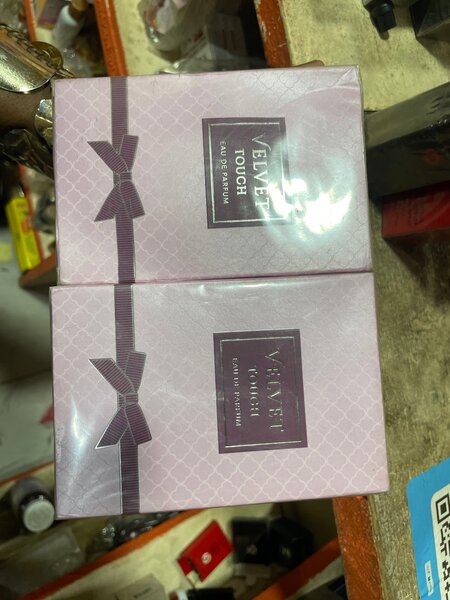 VELVET
TOUCH
EAU DE PARFUM
VELVET
TOUCH
EAU DE PARFUM